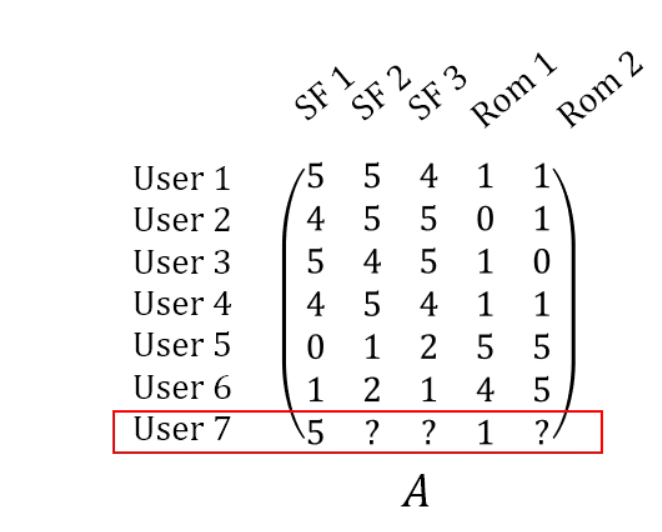 SF 1 SF 2 SF 3 Rom 1 Rom 2
User 1 5 5 4 1 1
User 2 4 5 5 0 1
User 3 5 4 5 1 0
User 4 4 5 4 1 1
User 5 0 1 2 5 5
User 6 1 2 1 4 5
User 7 5 ? ? 1 ?
A